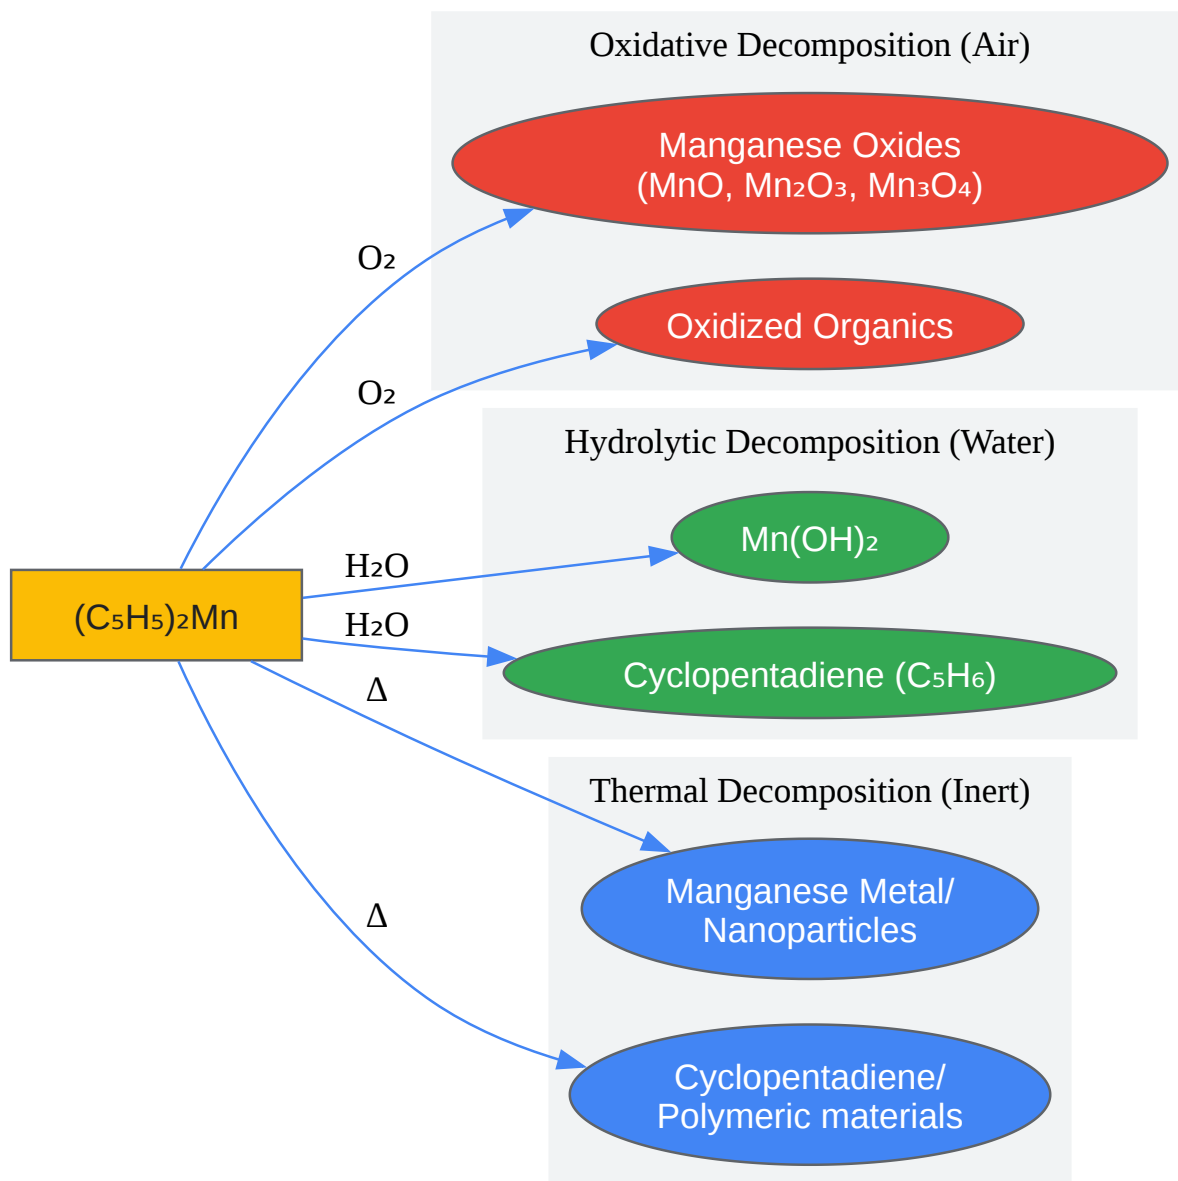 Oxidative Decomposition (Air)
Manganese Oxides
(MnO, Mn₂O₃, Mn₃O₄)
O₂
Oxidized Organics
O₂
Hydrolytic Decomposition (Water)
Mn(OH)₂
H₂O
(C₅H₅)₂Mn
H₂O
Cyclopentadiene (C₅H₆)
Δ
Thermal Decomposition (Inert)
Manganese Metal/
Nanoparticles
Δ
Cyclopentadiene/
Polymeric materials